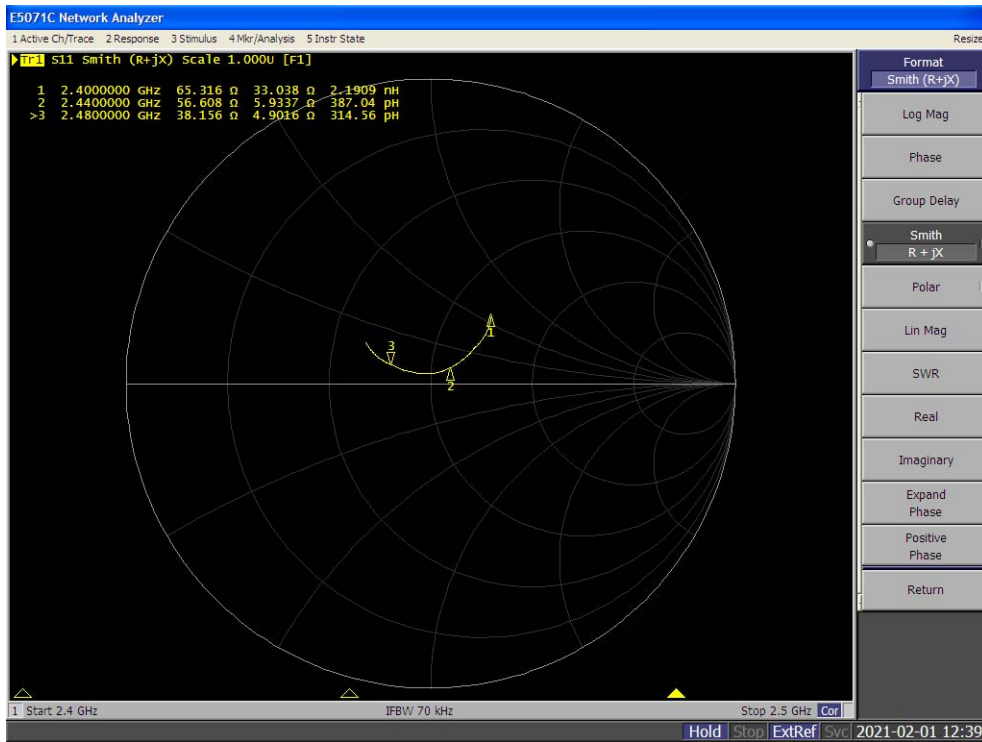 E5071C Network Analyzer
1 Active Ch/Trace 2 Response 3 Stimulus 4 Mkr/Analysis 5 Instr State
Resize
Tr1 S11 Smith (R+jX) Scale 1.000U [F1]
1 2.4000000 GHz 65.316 Ω 33.038 Ω 2.1909 nH
2 2.4400000 GHz 56.608 Ω 5.9337 Ω 387.04 pH
>3 2.4800000 GHz 38.156 Ω 4.9016 Ω 314.56 pH
3
1
2
Format
Smith (R+jX)
Log Mag
Phase
Group Delay
Smith
R + jX
Polar
Lin Mag
SWR
Real
Imaginary
Expand
Phase
Positive
Phase
Return
1 Start 2.4 GHz
IFBW 70 kHz
Stop 2.5 GHz Cor
Hold Stop ExtRef Svc 2021-02-01 12:39